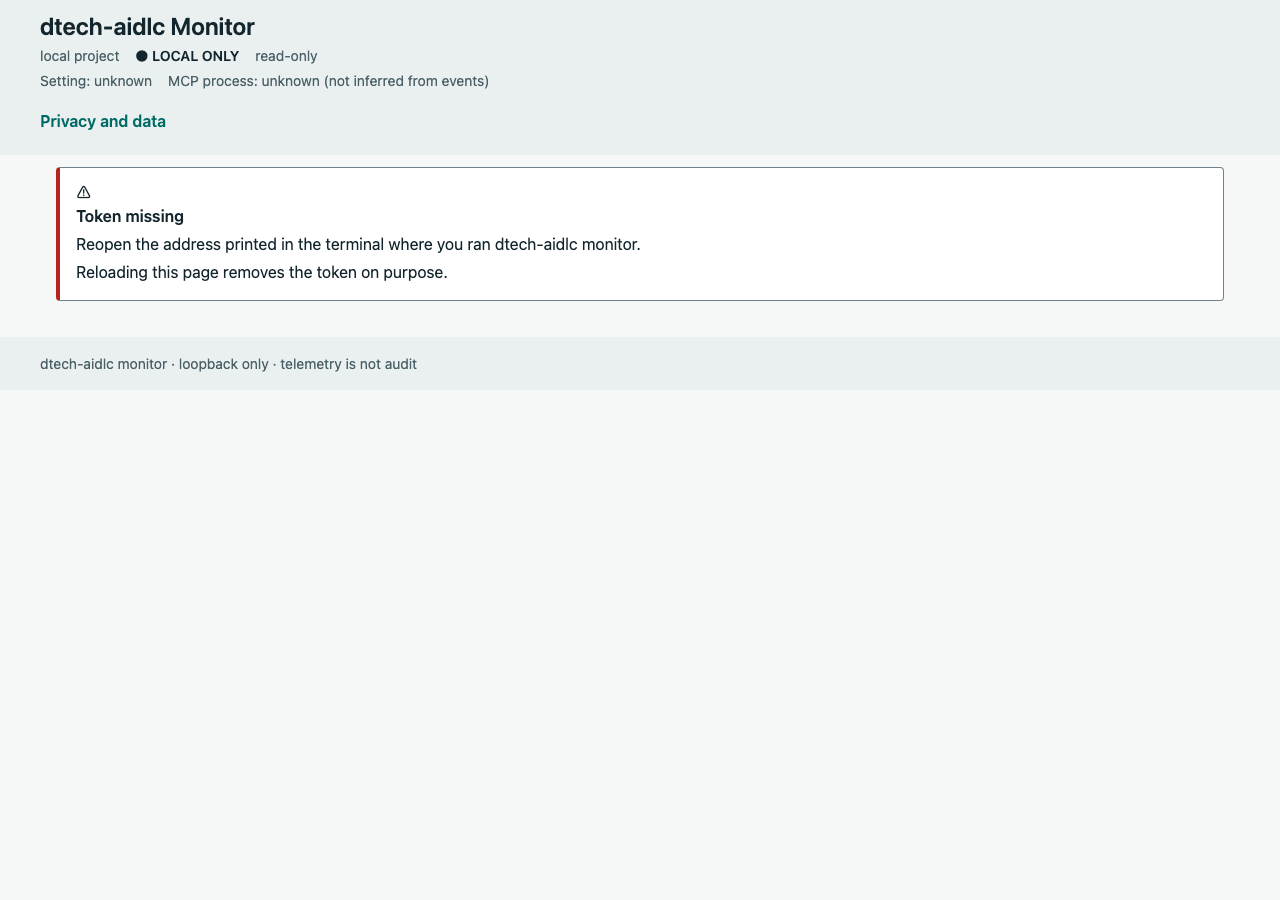 dtech-aidlc Monitor
local project ● LOCAL ONLY read-only
Setting: unknown MCP process: unknown (not inferred from events)
Privacy and data
Token missing
Reopen the address printed in the terminal where you ran dtech-aidlc monitor.
Reloading this page removes the token on purpose.
dtech-aidlc monitor · loopback only · telemetry is not audit